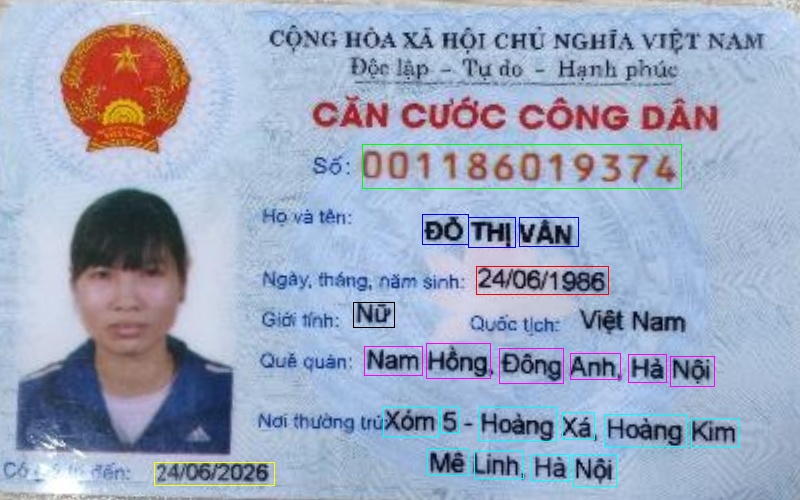 CỘNG HÒA XÃ HỘI CHỦ NGHĨA VIỆT NAM
Độc lập - Tự do - Hạnh phúc
CĂN CƯỚC CÔNG DÂN
Số: 001186019374
Họ và tên:
ĐỖ THỊ VÂN
Ngày, tháng, năm sinh: 24/06/1986
Giới tính: Nữ Quốc tịch: Việt Nam
Quê quán: Nam Hồng, Đông Anh, Hà Nội
Nơi thường trú: Xóm 5 - Hoàng Xá, Hoàng Kim
Mê Linh, Hà Nội
Có giá trị đến: 24/06/2026